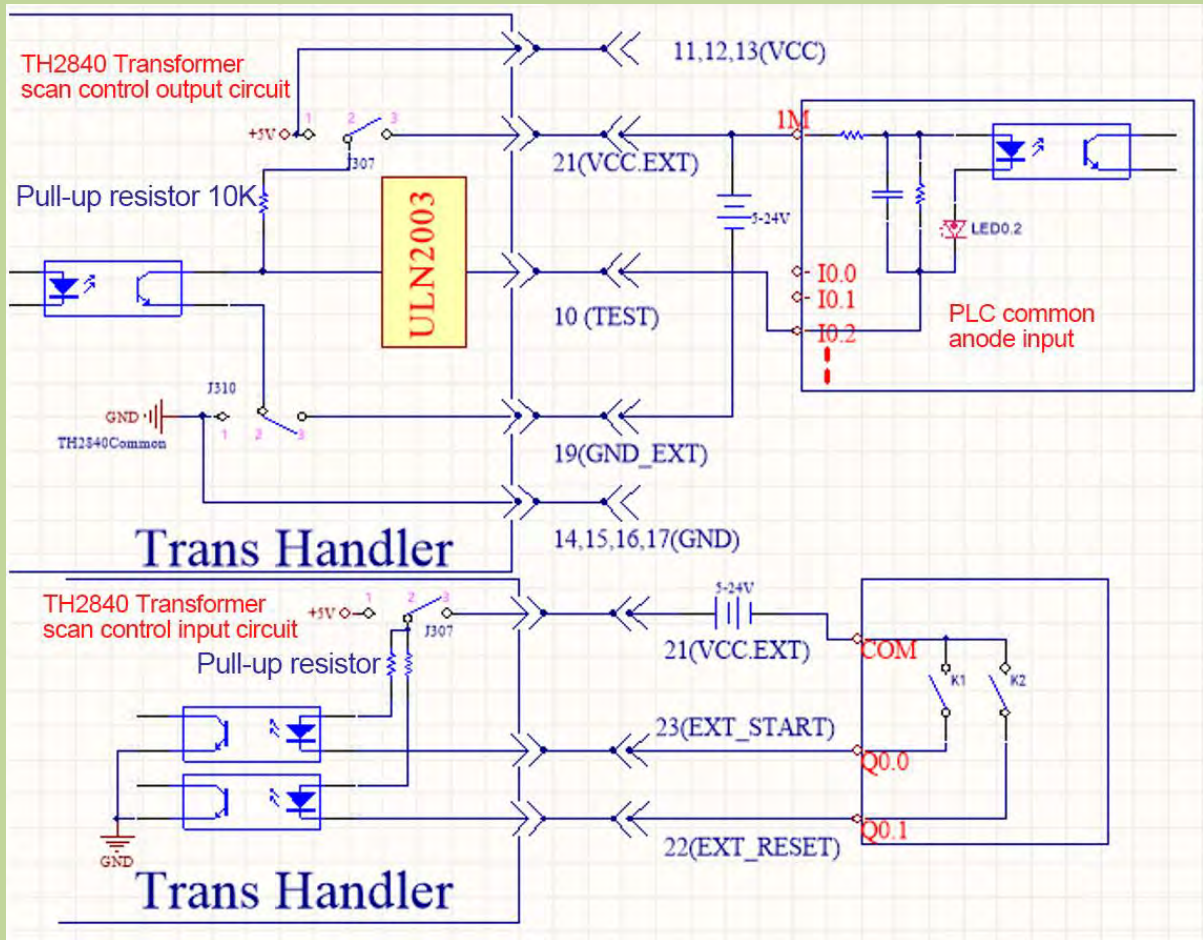 11,12,13(VCC)
TH2840 Transformer
scan control output circuit
1
2
3
+5V
J307
1M
21(VCC.EXT)
Pull-up resistor 10K
ULN2003
5-24V
LED0.2
I0.0
I0.1
I0.2
10 (TEST)
PLC common
anode input
J310
GND
1
2
3
TH2840Common
19(GND_EXT)
14,15,16,17(GND)
Trans Handler
TH2840 Transformer
scan control input circuit
+5V
1
2
3
J307
5-24V
Pull-up resistor
21(VCC.EXT)
COM
K1
K2
23(EXT_START)
Q0.0
22(EXT_RESET)
Q0.1
GND
Trans Handler